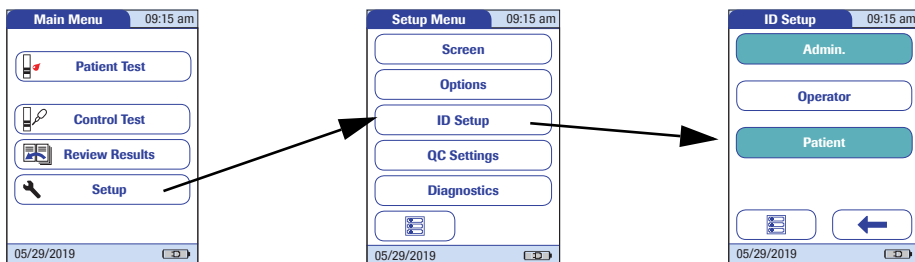 Main Menu 09:15 am
Patient Test
Control Test
Review Results
Setup
05/29/2019
Setup Menu 09:15 am
Screen
Options
ID Setup
QC Settings
Diagnostics
05/29/2019
ID Setup 09:15 am
Admin.
Operator
Patient
05/29/2019